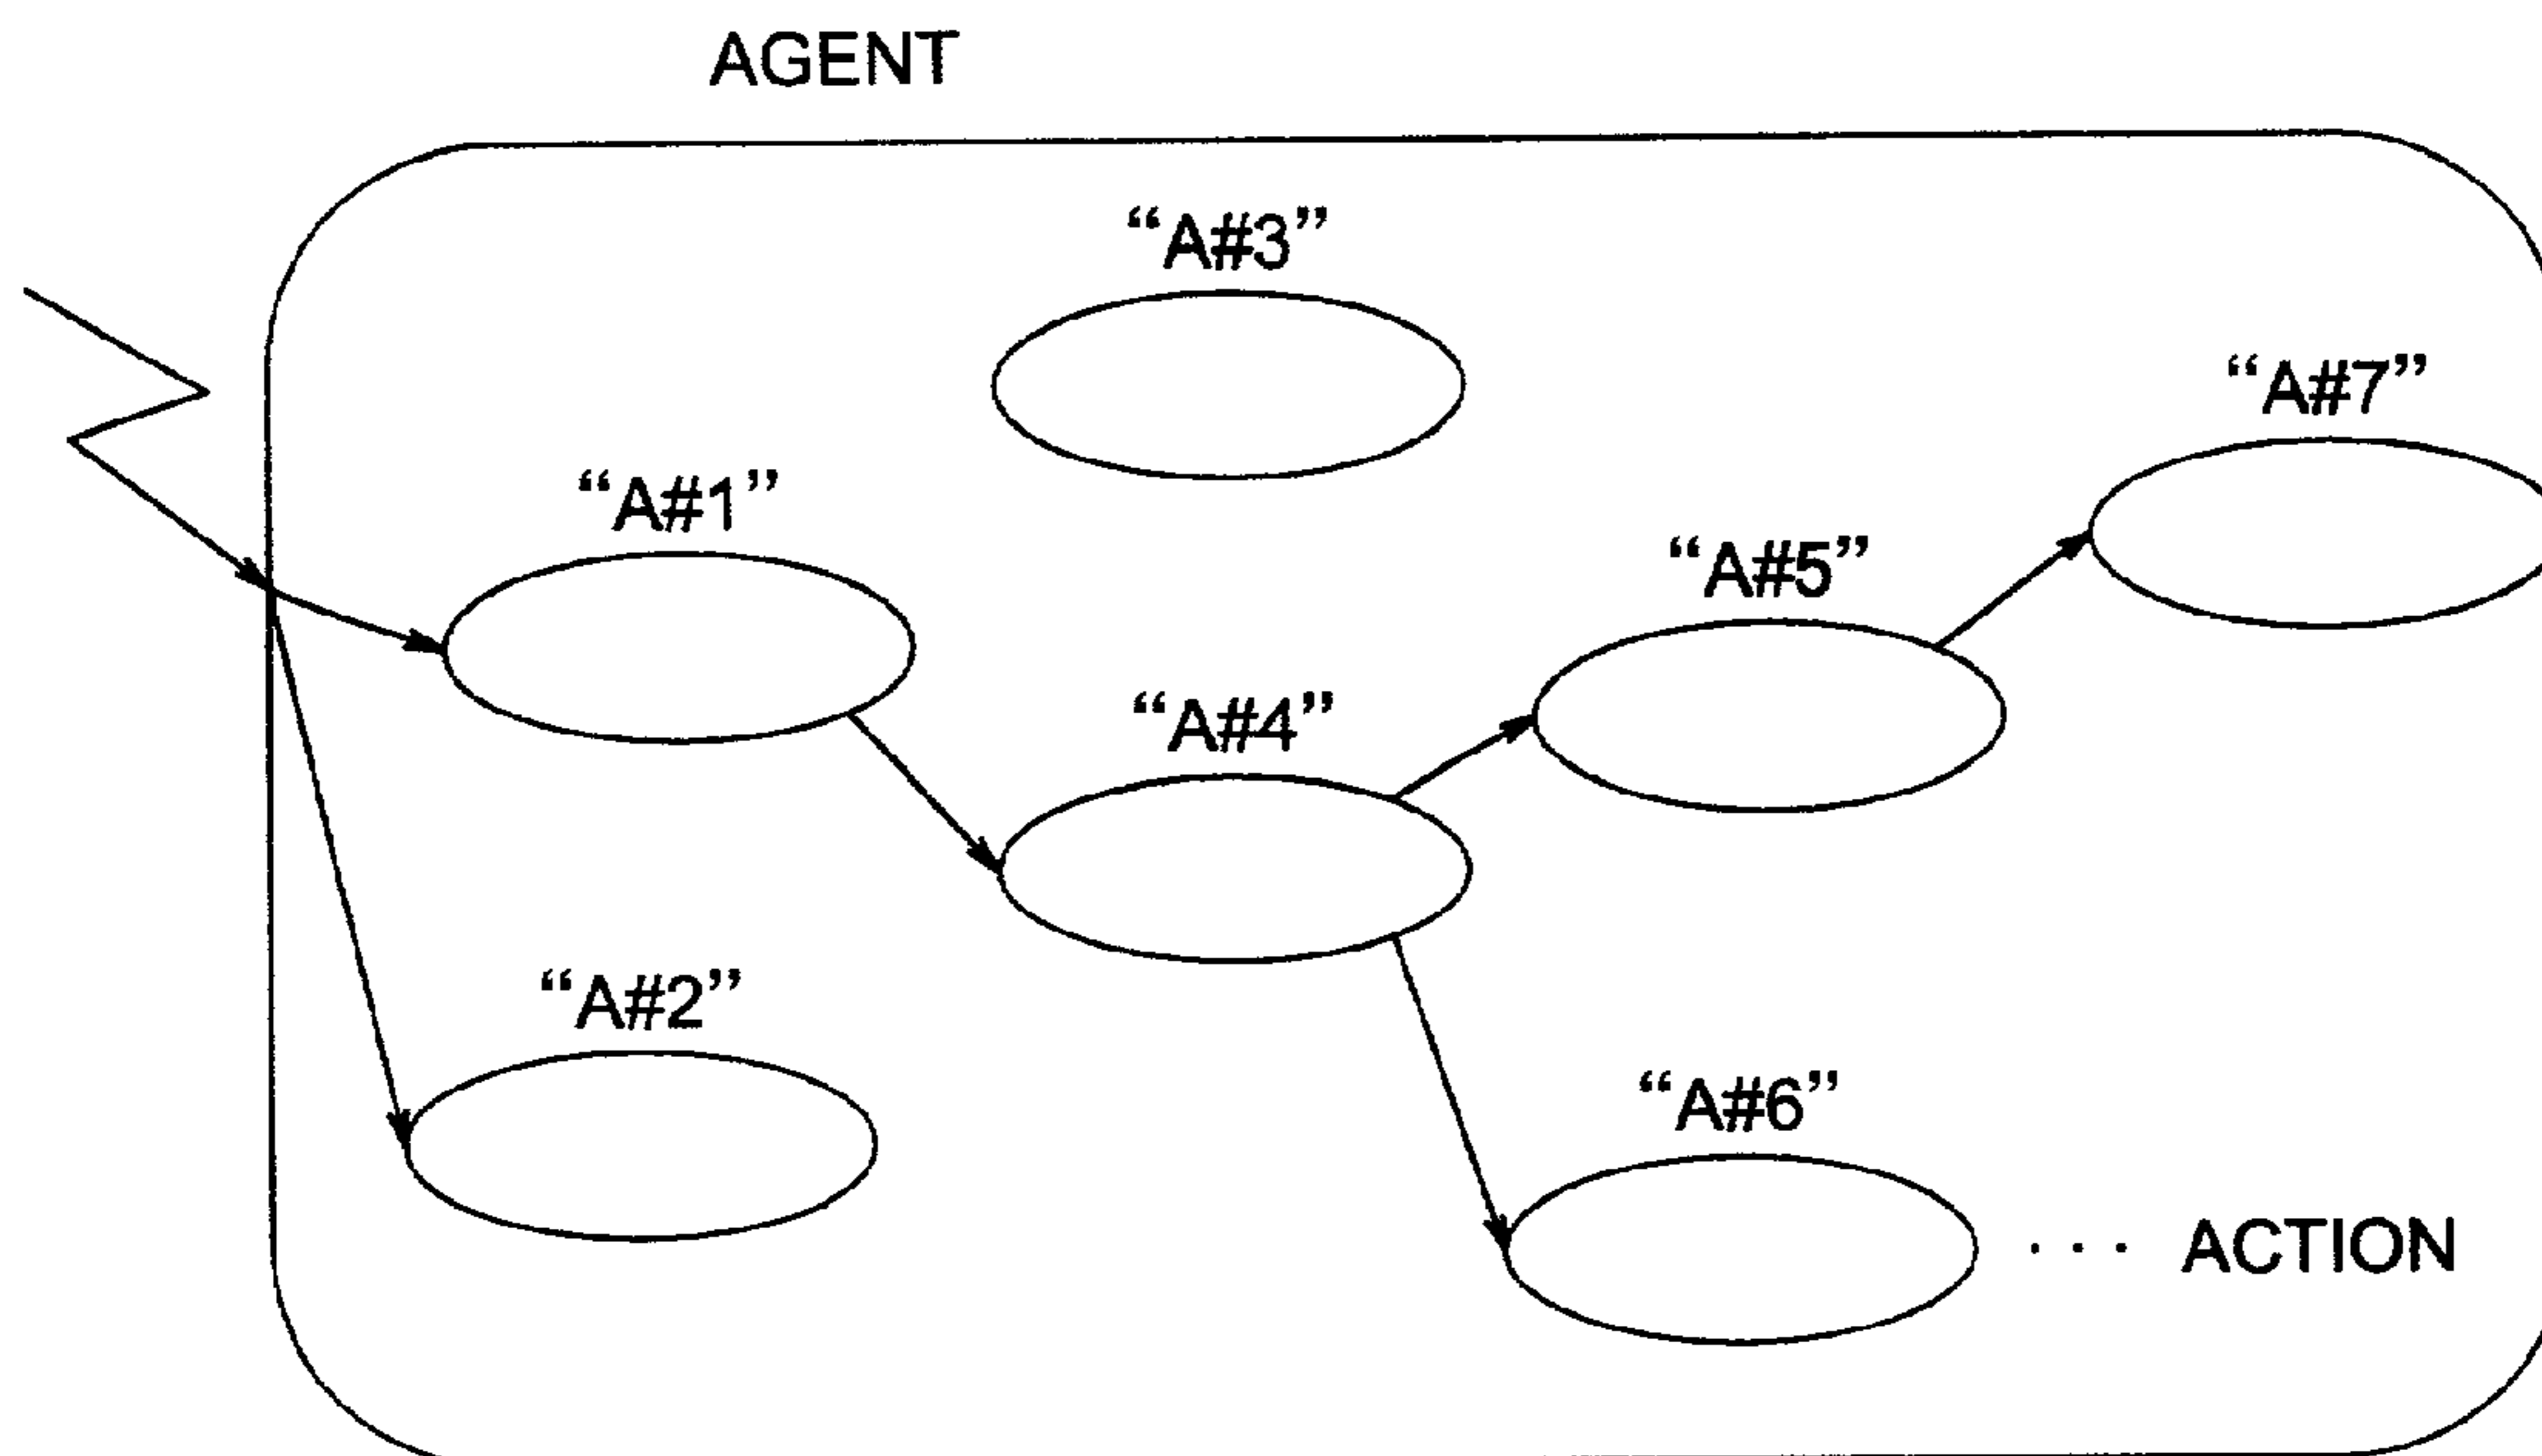 AGENT
“A#3”
“A#7”
“A#1”
“A#5”
“A#4”
“A#2”
“A#6”
· · · ACTION